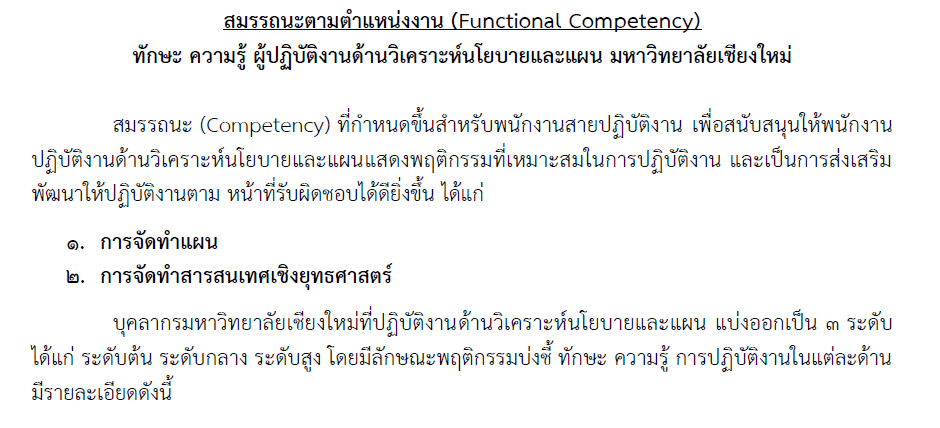 สมรรถนะตามตำแหน่งงาน (Functional Competency)
ทักษะ ความรู้ ผู้ปฏิบัติงานด้านวิเคราะห์นโยบายและแผน มหาวิทยาลัยเชียงใหม่
สมรรถนะ (Competency) ที่กำหนดขึ้นสำหรับพนักงานสายปฏิบัติงาน เพื่อสนับสนุนให้พนักงาน
ปฏิบัติงานด้านวิเคราะห์นโยบายและแผนแสดงพฤติกรรมที่เหมาะสมในการปฏิบัติงาน และเป็นการส่งเสริม
พัฒนาให้ปฏิบัติงานตาม หน้าที่รับผิดชอบได้ดียิ่งขึ้น ได้แก่
๑. การจัดทำแผน
๒. การจัดทำสารสนเทศเชิงยุทธศาสตร์
บุคลากรมหาวิทยาลัยเชียงใหม่ที่ปฏิบัติงานด้านวิเคราะห์นโยบายและแผน แบ่งออกเป็น ๓ ระดับ
ได้แก่ ระดับต้น ระดับกลาง ระดับสูง โดยมีลักษณะพฤติกรรมบ่งชี้ ทักษะ ความรู้ การปฏิบัติงานในแต่ละด้าน
มีรายละเอียดดังนี้